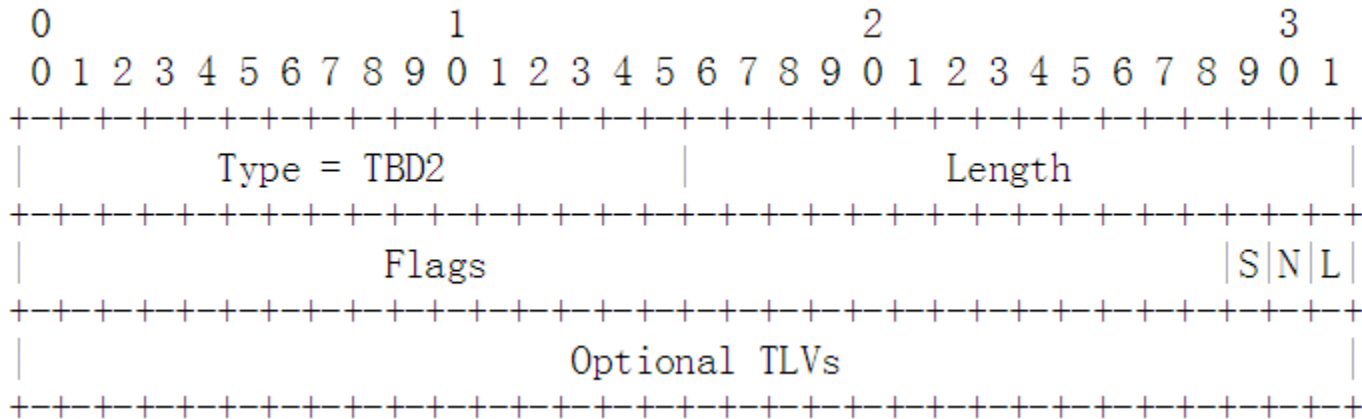 0                   1                   2                   3
0 1 2 3 4 5 6 7 8 9 0 1 2 3 4 5 6 7 8 9 0 1 2 3 4 5 6 7 8 9 0 1
+-+-+-+-+-+-+-+-+-+-+-+-+-+-+-+-+-+-+-+-+-+-+-+-+-+-+-+-+-+-+-+-+
|         Type = TBD2           |            Length             |
+-+-+-+-+-+-+-+-+-+-+-+-+-+-+-+-+-+-+-+-+-+-+-+-+-+-+-+-+-+-+-+-+
|                 Flags                                   |S|N|L|
+-+-+-+-+-+-+-+-+-+-+-+-+-+-+-+-+-+-+-+-+-+-+-+-+-+-+-+-+-+-+-+-+
|                          Optional TLVs                        |
+-+-+-+-+-+-+-+-+-+-+-+-+-+-+-+-+-+-+-+-+-+-+-+-+-+-+-+-+-+-+-+-+